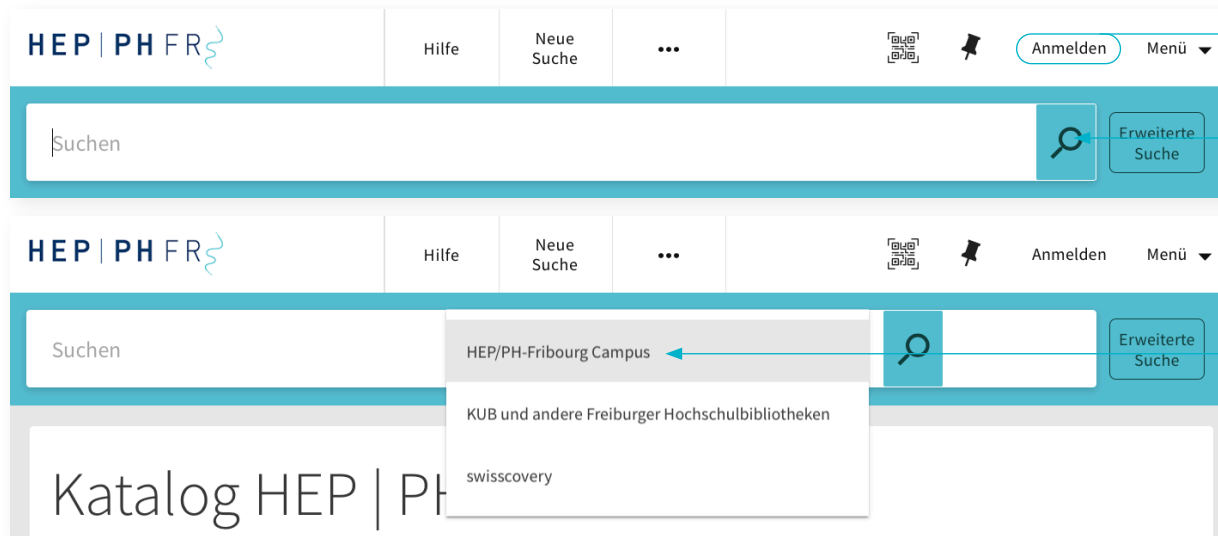 HEP | PH FR
Hilfe
Neue
Suche
•••
Anmelden
Menü
Suchen
Erweiterte
Suche
HEP | PH FR
Hilfe
Neue
Suche
•••
Anmelden
Menü
Suchen
Erweiterte
Suche
HEP/PH-Fribourg Campus
KUB und andere Freiburger Hochschulbibliotheken
swisscovery
Katalog HEP | PH